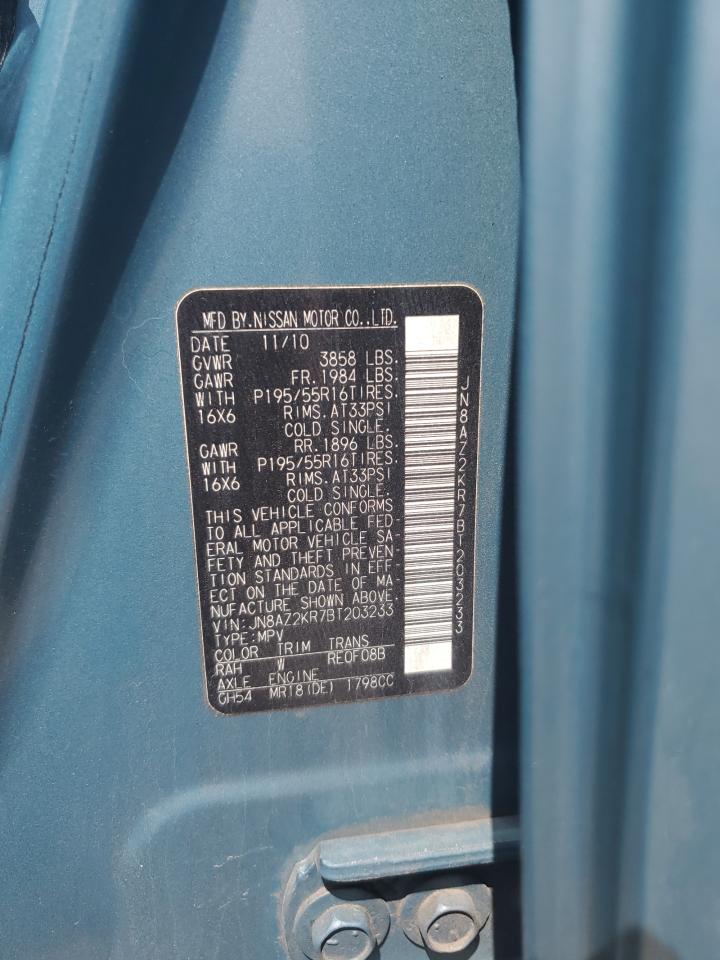 MFD BY.NISSAN MOTOR CO.,LTD.
DATE 11/10
GVWR 3858 LBS.
GAWR FR. 1984 LBS.
WITH P195/55R16TIRES.
16X6 RIMS. AT33PSI
COLD SINGLE.
GAWR RR. 1896 LBS.
WITH P195/55R16TIRES.
16X6 RIMS. AT33PSI
COLD SINGLE.
THIS VEHICLE CONFORMS
TO ALL APPLICABLE FED-
ERAL MOTOR VEHICLE SA
FETY AND THEFT PREVEN-
TION STANDARDS IN EFF
ECT ON THE DATE OF MA-
NUFACTURE SHOWN ABOVE.
VIN: JN8AZ2KR7BT203233
TYPE: MPV
COLOR TRIM TRANS
RAH W RE0F08B
AXLE ENGINE
GH54 MR18(DE) 1798CC
JN8AZ2KR7BT203233